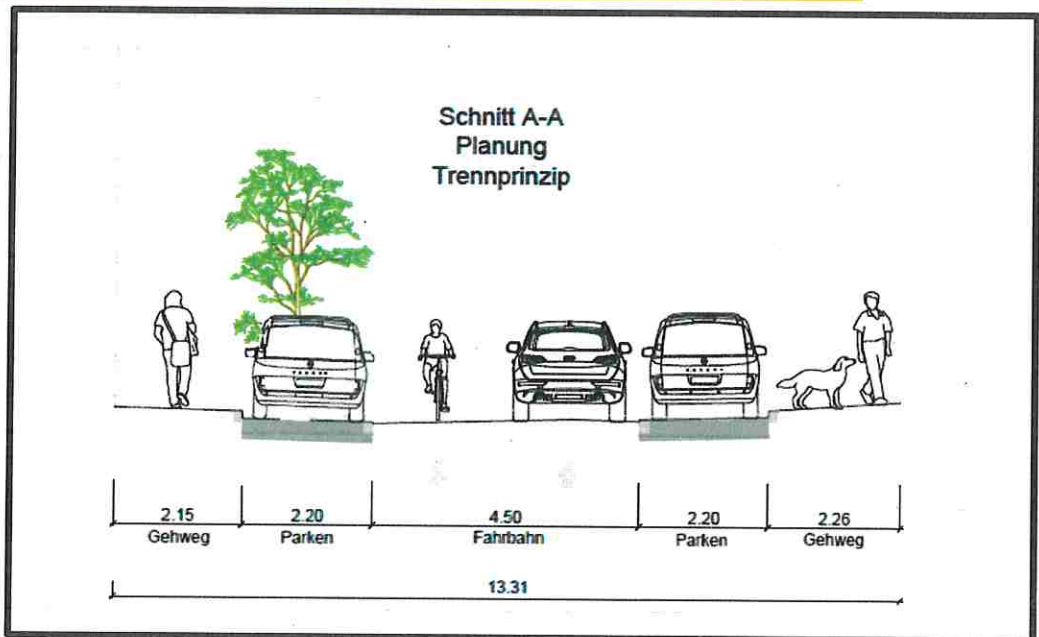 Schnitt A-A
Planung
Trennprinzip
2.15 2.20 4.50 2.20 2.26
Gehweg Parken Fahrbahn Parken Gehweg
13.31